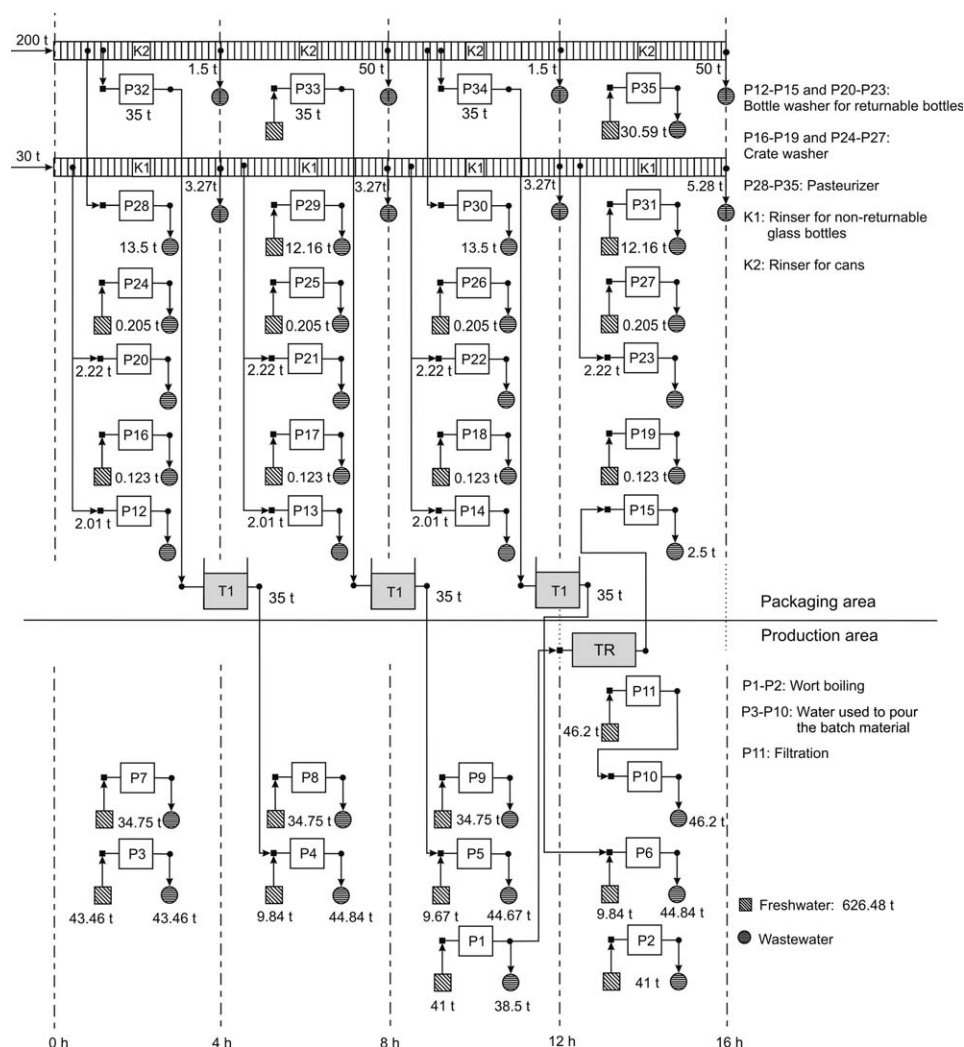 200 t
K2
K2
K2
K2
1.5 t
50 t
1.5 t
50 t
P32
P33
P34
P35
35 t
35 t
35 t
30.59 t
P12-P15 and P20-P23:
Bottle washer for returnable bottles
P16-P19 and P24-P27:
Crate washer
P28-P35: Pasteurizer
K1: Rinser for non-returnable
glass bottles
K2: Rinser for cans
30 t
K1
K1
K1
K1
3.27t
3.27t
3.27t
5.28 t
P28
P29
P30
P31
13.5 t
12.16 t
13.5 t
12.16 t
P24
P25
P26
P27
0.205 t
0.205 t
0.205 t
0.205 t
P20
P21
P22
P23
2.22 t
2.22 t
2.22 t
2.22 t
P16
P17
P18
P19
0.123 t
0.123 t
0.123 t
0.123 t
P12
P13
P14
P15
2.01 t
2.01 t
2.01 t
2.5 t
T1
35 t
T1
35 t
T1
35 t
Packaging area
Production area
TR
P11
46.2 t
P1-P2: Wort boiling
P3-P10: Water used to pour
the batch material
P11: Filtration
P7
P8
P9
P10
34.75 t
34.75 t
34.75 t
46.2 t
P3
P4
P5
P6
43.46 t
43.46 t
9.84 t
44.84 t
9.67 t
44.67 t
9.84 t
44.84 t
Freshwater: 626.48 t
Wastewater
P1
P2
41 t
38.5 t
41 t
0 h
4 h
8 h
12 h
16 h